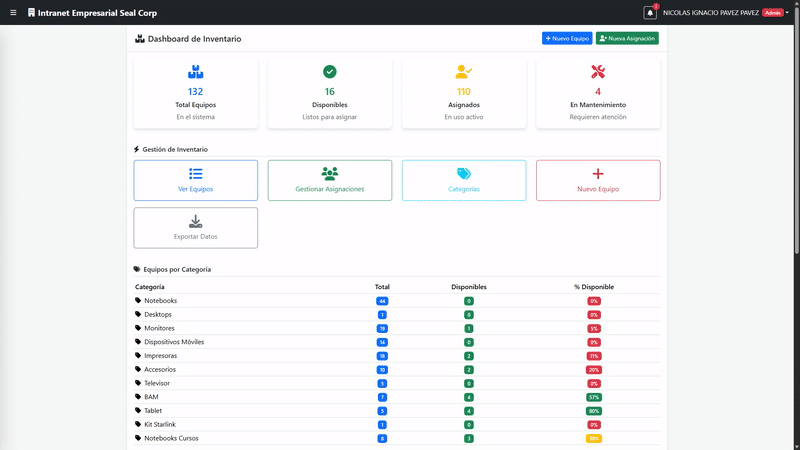 Intranet Empresarial Seal Corp
NICOLAS IGNACIO PAVEZ PAVEZ Admin
Dashboard de Inventario
+ Nuevo Equipo
Nueva Asignación
132
Total Equipos
En el sistema
16
Disponibles
Listos para asignar
110
Asignados
En uso activo
4
En Mantenimiento
Requieren atención
Gestión de Inventario
Ver Equipos
Gestionar Asignaciones
Categorías
Nuevo Equipo
Exportar Datos
Equipos por Categoría
Categoría Total Disponibles % Disponible
Notebooks 44 0 0%
Desktops 1 0 0%
Monitores 19 1 5%
Dispositivos Móviles 14 0 0%
Impresoras 18 2 11%
Accesorios 10 2 20%
Televisor 5 0 0%
BAM 7 4 57%
Tablet 5 4 80%
Kit Starlink 1 0 0%
Notebooks Cursos 8 3